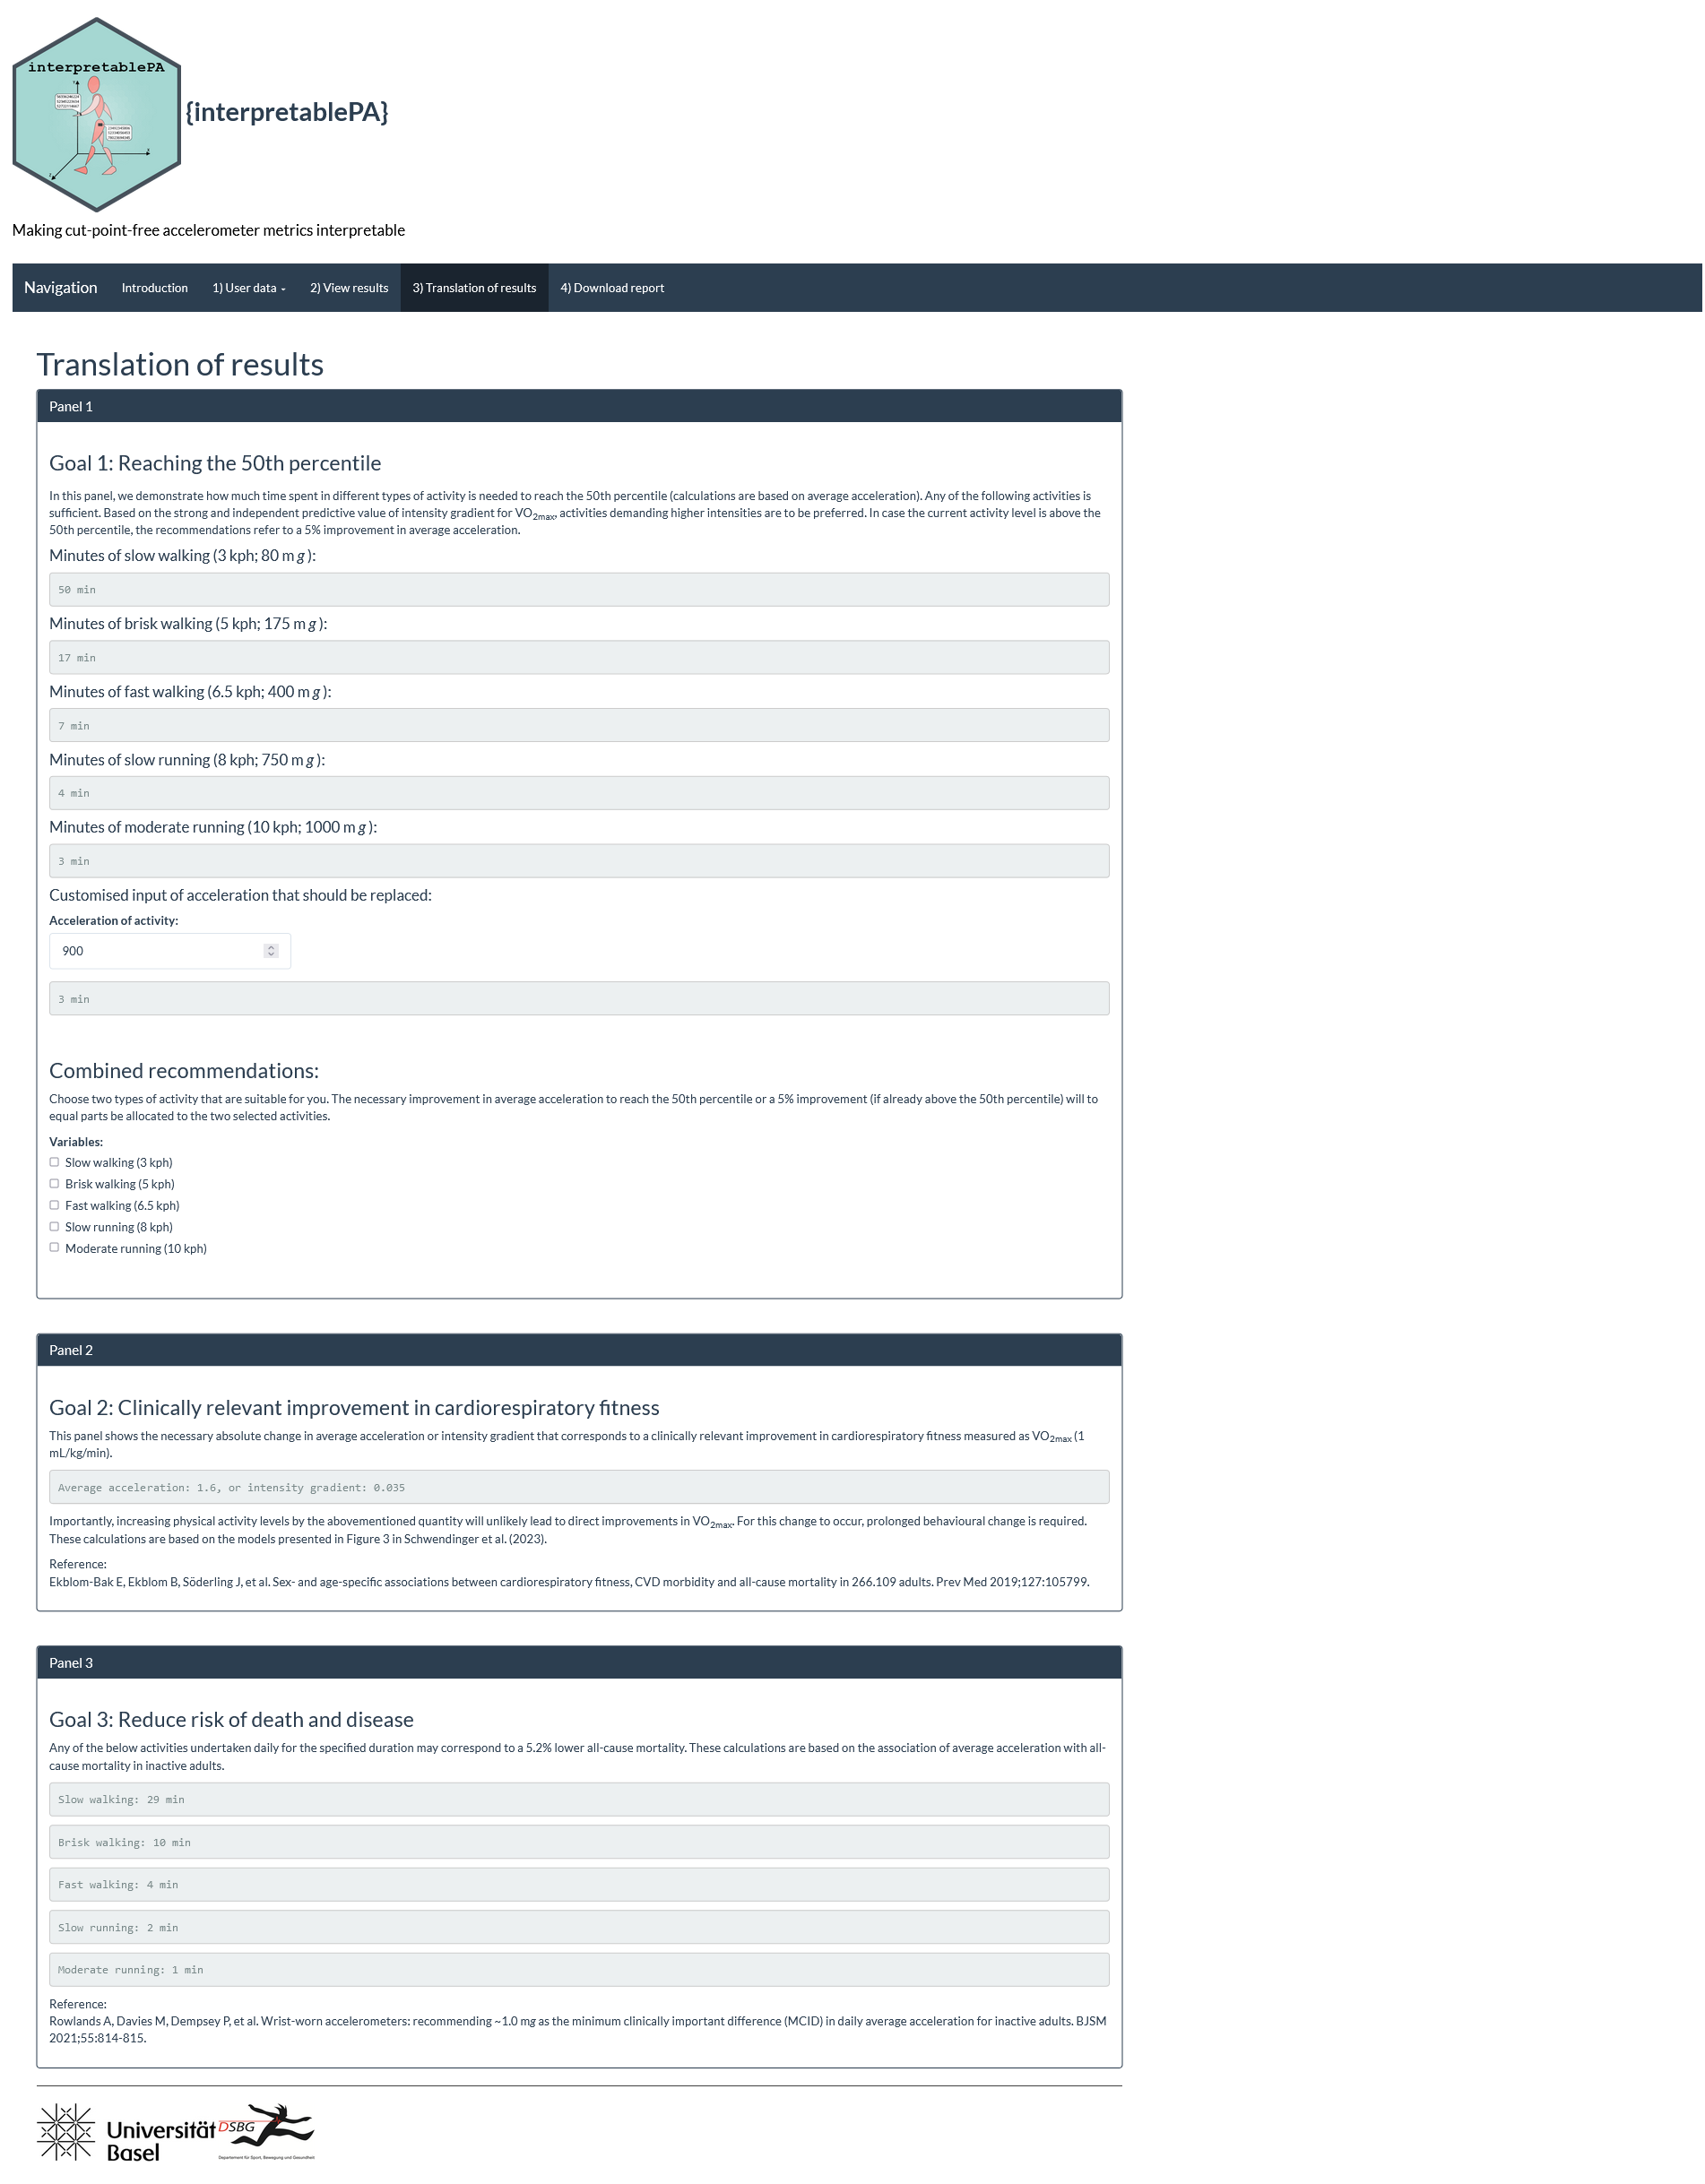 interpretablePA
{interpretablePA}
Making cut-point-free accelerometer metrics interpretable
Navigation Introduction 1) User data 2) View results 3) Translation of results 4) Download report
Translation of results
Panel 1
Goal 1: Reaching the 50th percentile
In this panel, we demonstrate how much time spent in different types of activity is needed to reach the 50th percentile (calculations are based on average acceleration). Any of the following activities is
sufficient. Based on the strong and independent predictive value of intensity gradient for VO2max, activities demanding higher intensities are to be preferred. In case the current activity level is above the
50th percentile, the recommendations refer to a 5% improvement in average acceleration.
Minutes of slow walking (3 kph; 80 m g ):
50 min
Minutes of brisk walking (5 kph; 175 m g ):
17 min
Minutes of fast walking (6.5 kph; 400 m g ):
7 min
Minutes of slow running (8 kph; 750 m g ):
4 min
Minutes of moderate running (10 kph; 1000 m g ):
3 min
Customised input of acceleration that should be replaced:
Acceleration of activity:
900
3 min
Combined recommendations:
Choose two types of activity that are suitable for you. The necessary improvement in average acceleration to reach the 50th percentile or a 5% improvement (if already above the 50th percentile) will to
equal parts be allocated to the two selected activities.
Variables:
Slow walking (3 kph)
Brisk walking (5 kph)
Fast walking (6.5 kph)
Slow running (8 kph)
Moderate running (10 kph)
Panel 2
Goal 2: Clinically relevant improvement in cardiorespiratory fitness
This panel shows the necessary absolute change in average acceleration or intensity gradient that corresponds to a clinically relevant improvement in cardiorespiratory fitness measured as VO2max (1
mL/kg/min).
Average acceleration: 1.6, or intensity gradient: 0.035
Importantly, increasing physical activity levels by the abovementioned quantity will unlikely lead to direct improvements in VO2max. For this change to occur, prolonged behavioural change is required.
These calculations are based on the models presented in Figure 3 in Schwendinger et al. (2023).
Reference:
Ekblom-Bak E, Ekblom B, Söderling J, et al. Sex- and age-specific associations between cardiorespiratory fitness, CVD morbidity and all-cause mortality in 266.109 adults. Prev Med 2019;127:105799.
Panel 3
Goal 3: Reduce risk of death and disease
Any of the below activities undertaken daily for the specified duration may correspond to a 5.2% lower all-cause mortality. These calculations are based on the association of average acceleration with all-
cause mortality in inactive adults.
Slow walking: 29 min
Brisk walking: 10 min
Fast walking: 4 min
Slow running: 2 min
Moderate running: 1 min
Reference:
Rowlands A, Davies M, Dempsey P, et al. Wrist-worn accelerometers: recommending ~1.0 mg as the minimum clinically important difference (MCID) in daily average acceleration for inactive adults. BJSM
2021;55:814-815.
Universität
Basel
DSBG
Departement für Sport, Bewegung und Gesundheit